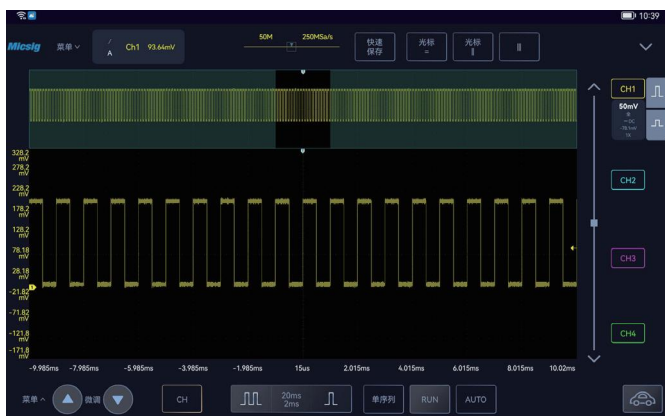 10:39
Micsig
菜单
A
Ch1 93.64mV
50M 250MSa/s
快速
保存
光标
=
光标
||
CH1
50mV
DC
1X
CH2
CH3
CH4
328.2
mV
278.2
mV
228.2
mV
178.2
mV
128.2
mV
78.18
mV
28.18
mV
-21.82
mV
-71.82
mV
-121.8
mV
-171.8
mV
1
-9.985ms -7.985ms -5.985ms -3.985ms -1.985ms 15us 2.015ms 4.015ms 6.015ms 8.015ms 10.02ms
菜单
微调
CH
20ms
2ms
单序列
RUN
AUTO